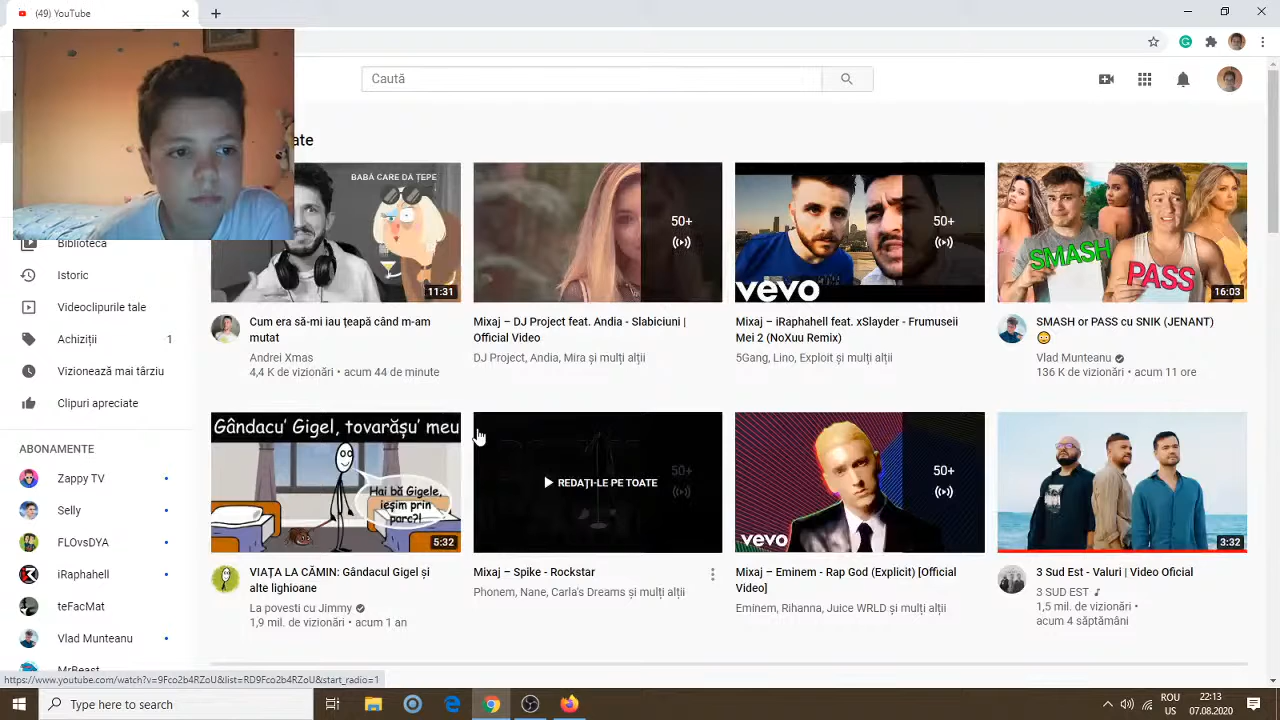 (49) YouTube
Caută
ate
BABĂ CARE DĂ ȚEPE
11:31
50+
50+
vevo
SMASH
PASS
16:03
Cum era să-mi iau țeapă când m-am
mutat
Andrei Xmas
4,4 K de vizionări • acum 44 de minute
Mixaj – DJ Project feat. Andia - Slabiciuni |
Official Video
DJ Project, Andia, Mira și mulți alții
Mixaj – iRaphahell feat. xSlayder - Frumuseii
Mei 2 (NoXuu Remix)
5Gang, Lino, Exploit și mulți alții
SMASH or PASS cu SNIK (JENANT)
Vlad Munteanu
136 K de vizionări • acum 11 ore
Biblioteca
Istoric
Videoclipurile tale
Achiziții 1
Vizionează mai târziu
Clipuri apreciate
ABONAMENTE
Zappy TV
Selly
FLOvsDYA
iRaphahell
teFacMat
Vlad Munteanu
MrBeast
Gândacu' Gigel, tovarășu' meu
Hai bă Gigele,
ieșim prin
parc?!
5:32
REDAȚI-LE PE TOATE
50+
50+
vevo
3:32
VIAȚA LA CĂMIN: Gândacul Gigel și
alte lighioane
La povesti cu Jimmy
1,9 mil. de vizionări • acum 1 an
Mixaj – Spike - Rockstar
Phonem, Nane, Carla's Dreams și mulți alții
Mixaj – Eminem - Rap God (Explicit) [Official
Video]
Eminem, Rihanna, Juice WRLD și mulți alții
3 Sud Est - Valuri | Video Oficial
3 SUD EST
1,5 mil. de vizionări •
acum 4 săptămâni
https://www.youtube.com/watch?v=9Fco2b4RZoU&list=RD9Fco2b4RZoU&start_radio=1
Type here to search
ROU
US
22:13
07.08.2020